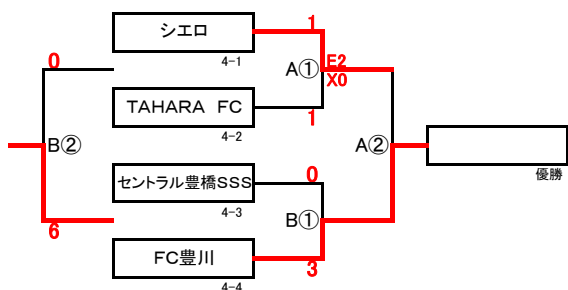 シエロ
1
0
4-1
A①
E2
X0
TAHARA FC
1
4-2
B②
A②
セントラル豊橋SSS
0
優勝
4-3
6
B①
FC豊川
3
4-4